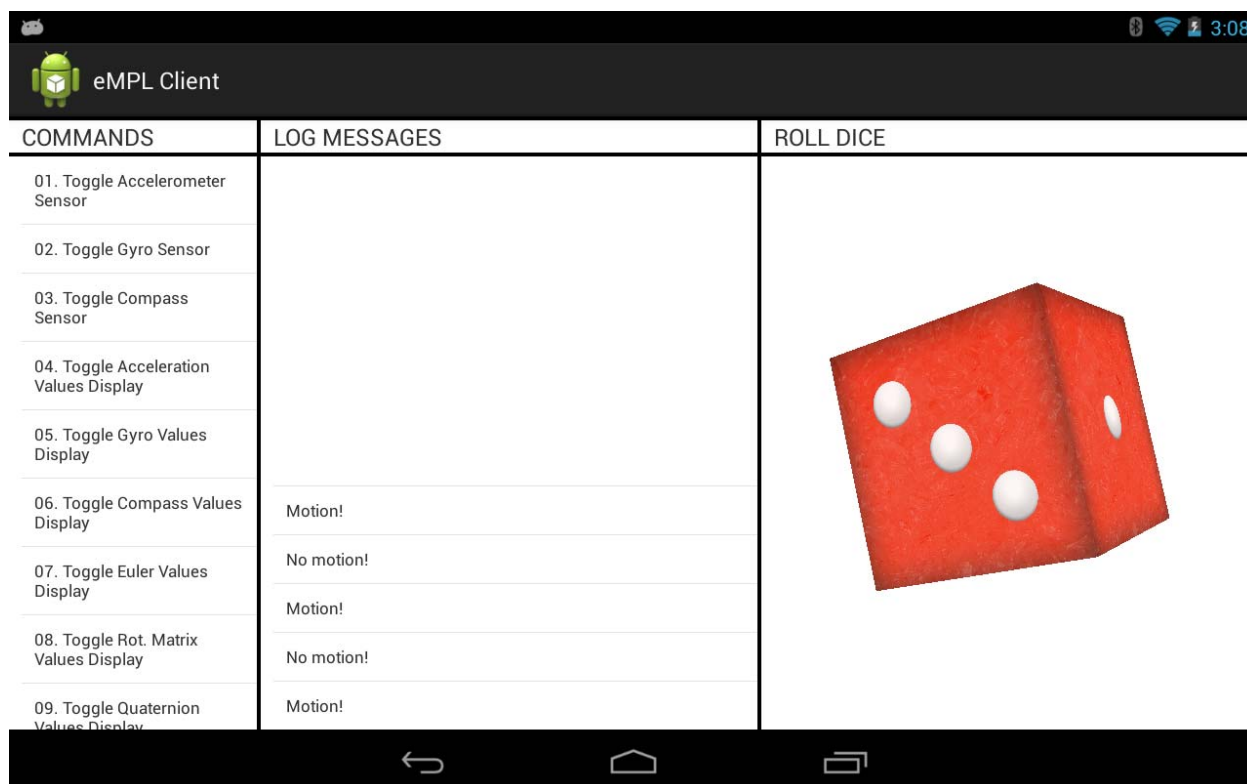 3:08
eMPL Client
COMMANDS
LOG MESSAGES
ROLL DICE
01. Toggle Accelerometer
Sensor
02. Toggle Gyro Sensor
03. Toggle Compass
Sensor
04. Toggle Acceleration
Values Display
05. Toggle Gyro Values
Display
06. Toggle Compass Values
Display
07. Toggle Euler Values
Display
08. Toggle Rot. Matrix
Values Display
09. Toggle Quaternion
Values Display
Motion!
No motion!
Motion!
No motion!
Motion!